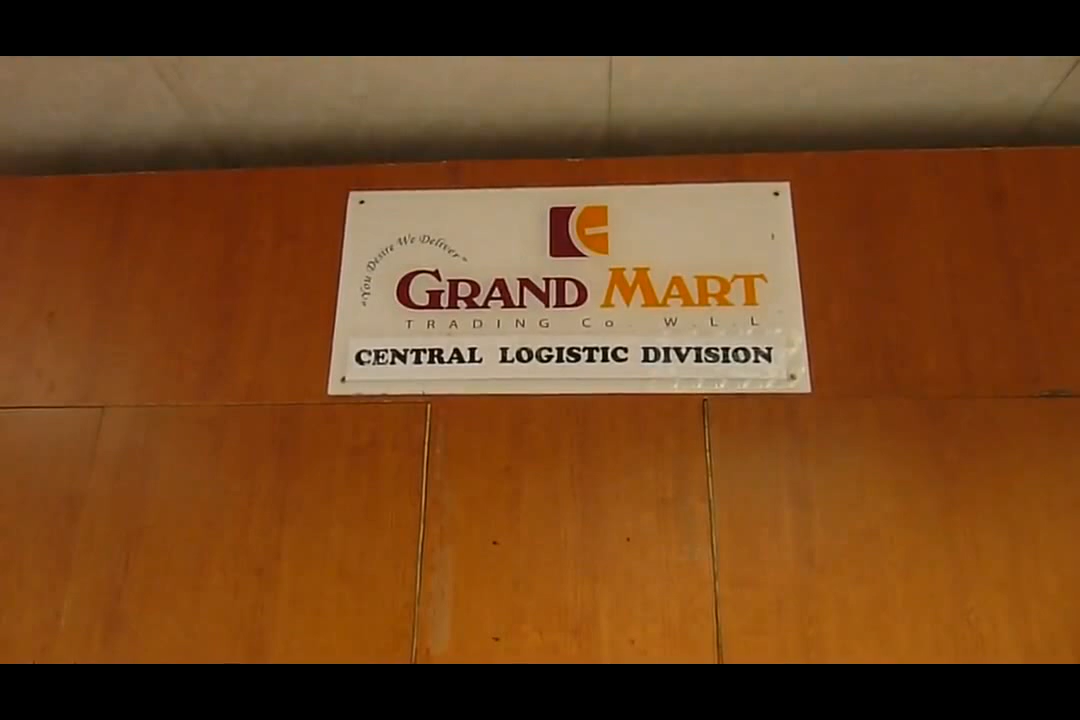 "You Desire We Deliver"
GRAND MART
TRADING Co. W.L.L
CENTRAL LOGISTIC DIVISION